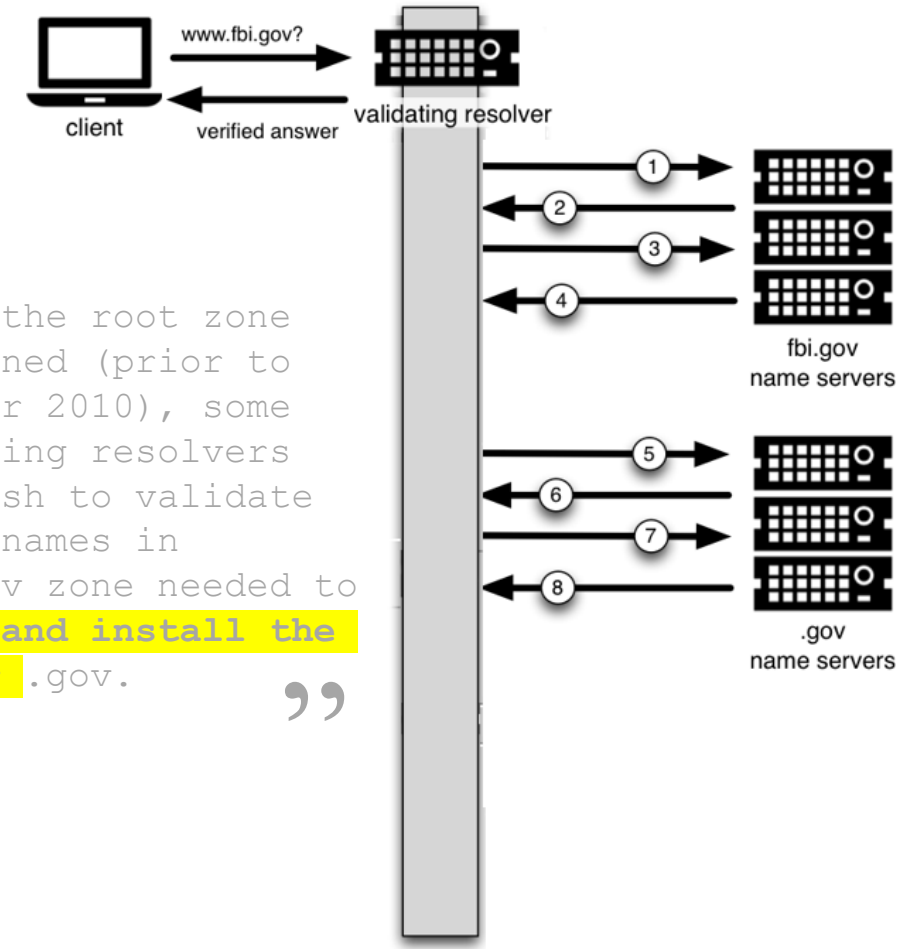 www.fbi.gov?
client
verified answer
validating resolver
1
2
3
4
fbi.gov
name servers
the root zone
ned (prior to
r 2010), some
ing resolvers
sh to validate
names in
v zone needed to
and install the
.gov.
”
5
6
7
8
.gov
name servers